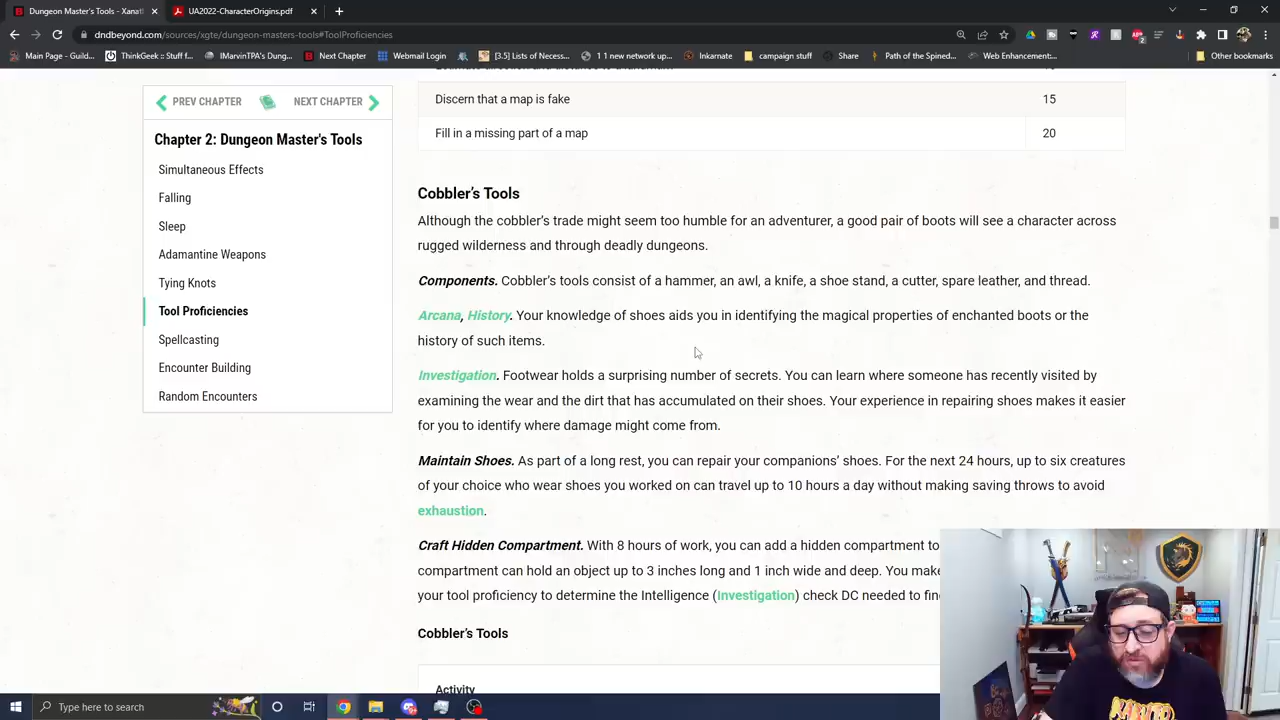 Dungeon Master's Tools - Xanat
UA2022-CharacterOrigins.pdf
dndbeyond.com/sources/xgte/dungeon-masters-tools#ToolProficiencies
Main Page - Guild...
ThinkGeek :: Stuff f...
IMarvinTPA's Dung...
Next Chapter
Webmail Login
[3.5] Lists of Necess...
1 1 new network up...
Inkarnate
campaign stuff
Share
Path of the Spined...
Web Enhancement:...
Other bookmarks
PREV CHAPTER
NEXT CHAPTER
Chapter 2: Dungeon Master's Tools
Simultaneous Effects
Falling
Sleep
Adamantine Weapons
Tying Knots
Tool Proficiencies
Spellcasting
Encounter Building
Random Encounters
Discern that a map is fake 15
Fill in a missing part of a map 20
Cobbler’s Tools
Although the cobbler’s trade might seem too humble for an adventurer, a good pair of boots will see a character across
rugged wilderness and through deadly dungeons.
Components. Cobbler’s tools consist of a hammer, an awl, a knife, a shoe stand, a cutter, spare leather, and thread.
Arcana, History. Your knowledge of shoes aids you in identifying the magical properties of enchanted boots or the
history of such items.
Investigation. Footwear holds a surprising number of secrets. You can learn where someone has recently visited by
examining the wear and the dirt that has accumulated on their shoes. Your experience in repairing shoes makes it easier
for you to identify where damage might come from.
Maintain Shoes. As part of a long rest, you can repair your companions’ shoes. For the next 24 hours, up to six creatures
of your choice who wear shoes you worked on can travel up to 10 hours a day without making saving throws to avoid
exhaustion.
Craft Hidden Compartment. With 8 hours of work, you can add a hidden compartment to
compartment can hold an object up to 3 inches long and 1 inch wide and deep. You make
your tool proficiency to determine the Intelligence (Investigation) check DC needed to fin
Cobbler’s Tools
Activity
Type here to search